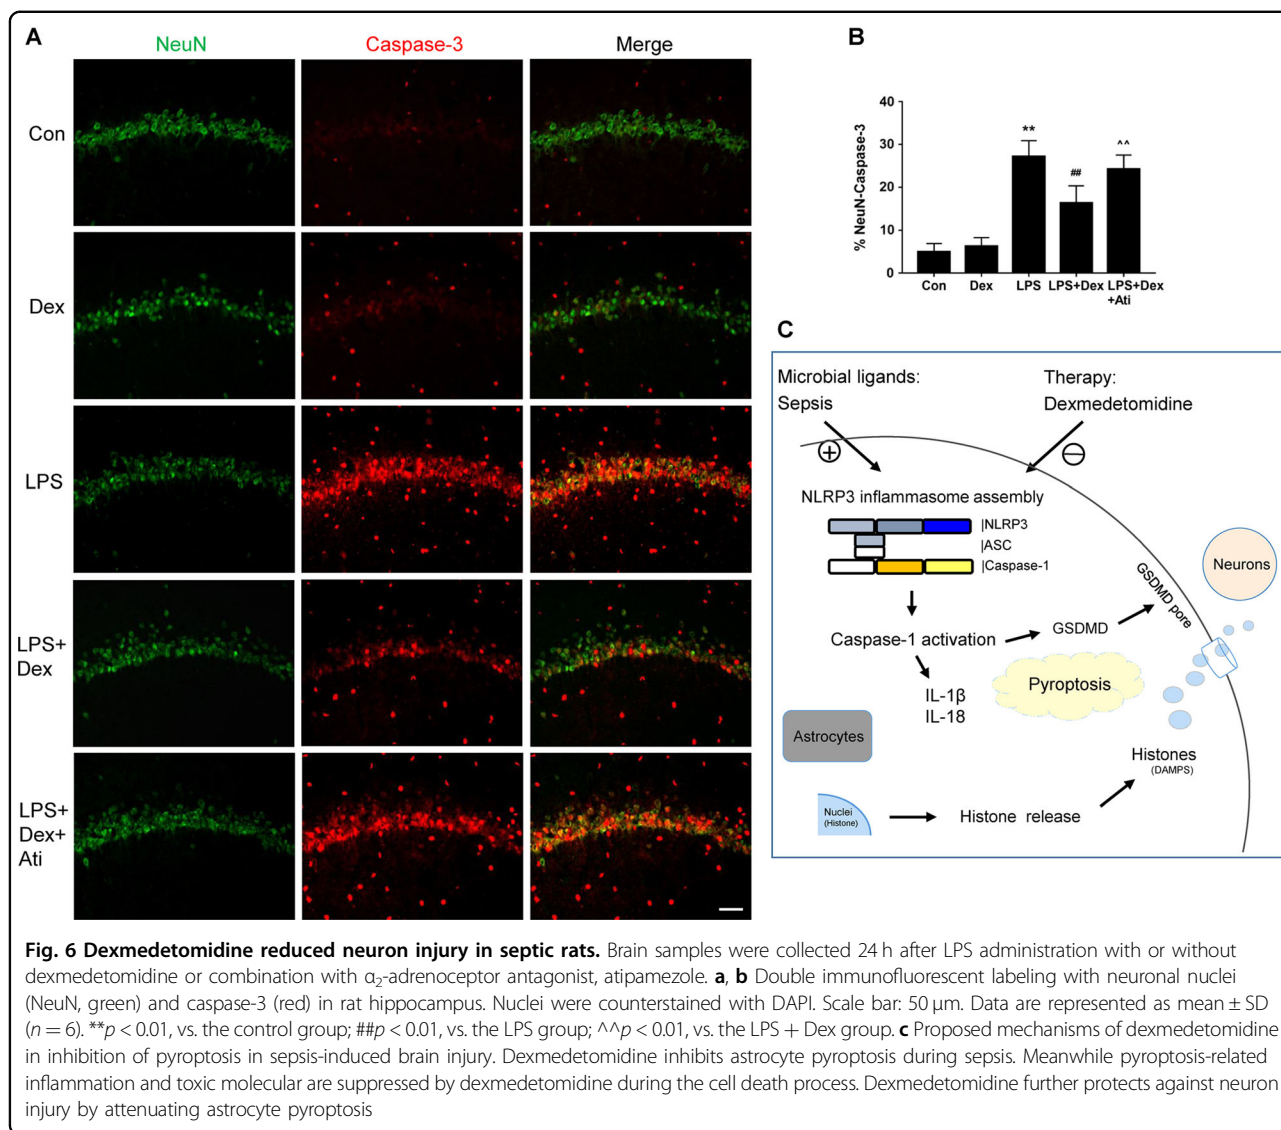 A
NeuN
Caspase-3
Merge
Con
Dex
LPS
LPS+
Dex
LPS+
Dex+
Ati
B
% NeuN-Caspase-3
40
30
20
10
0
**
##
^^
Con
Dex
LPS
LPS+Dex
LPS+Dex
+Ati
C
Microbial ligands:
Sepsis
Therapy:
Dexmedetomidine
+
−
NLRP3 inflammasome assembly
|NLRP3
|ASC
|Caspase-1
Caspase-1 activation
GSDMD
GSDMD pore
Neurons
IL-1β
IL-18
Pyroptosis
Astrocytes
Histones
(DAMPS)
Nuclei
(Histone)
Histone release
Fig. 6 Dexmedetomidine reduced neuron injury in septic rats. Brain samples were collected 24 h after LPS administration with or without
dexmedetomidine or combination with α₂-adrenoceptor antagonist, atipamezole. a, b Double immunofluorescent labeling with neuronal nuclei
(NeuN, green) and caspase-3 (red) in rat hippocampus. Nuclei were counterstained with DAPI. Scale bar: 50 μm. Data are represented as mean ± SD
(n = 6). **p < 0.01, vs. the control group; ##p < 0.01, vs. the LPS group; ^^p < 0.01, vs. the LPS + Dex group. c Proposed mechanisms of dexmedetomidine
in inhibition of pyroptosis in sepsis-induced brain injury. Dexmedetomidine inhibits astrocyte pyroptosis during sepsis. Meanwhile pyroptosis-related
inflammation and toxic molecular are suppressed by dexmedetomidine during the cell death process. Dexmedetomidine further protects against neuron
injury by attenuating astrocyte pyroptosis